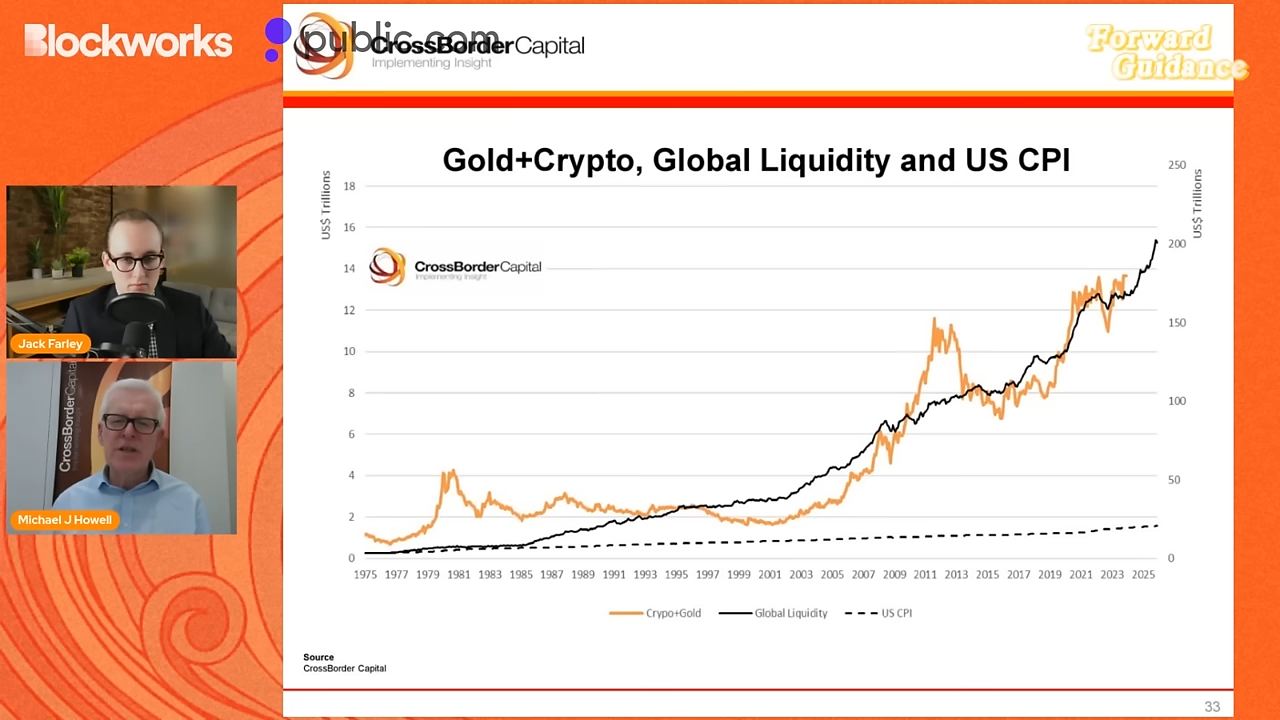 Blockworks
public.com
CrossBorderCapital
Implementing Insight
Forward
Guidance
Gold+Crypto, Global Liquidity and US CPI
US$ Trillions
18
16
14
12
10
8
6
4
2
0
CrossBorderCapital
Implementing Insight
250
200
150
100
50
0
US$ Trillions
1975 1977 1979 1981 1983 1985 1987 1989 1991 1993 1995 1997 1999 2001 2003 2005 2007 2009 2011 2013 2015 2017 2019 2021 2023 2025
Crypo+Gold Global Liquidity US CPI
Source
CrossBorder Capital
33
Jack Farley
CrossBorderCapital
Michael J Howell